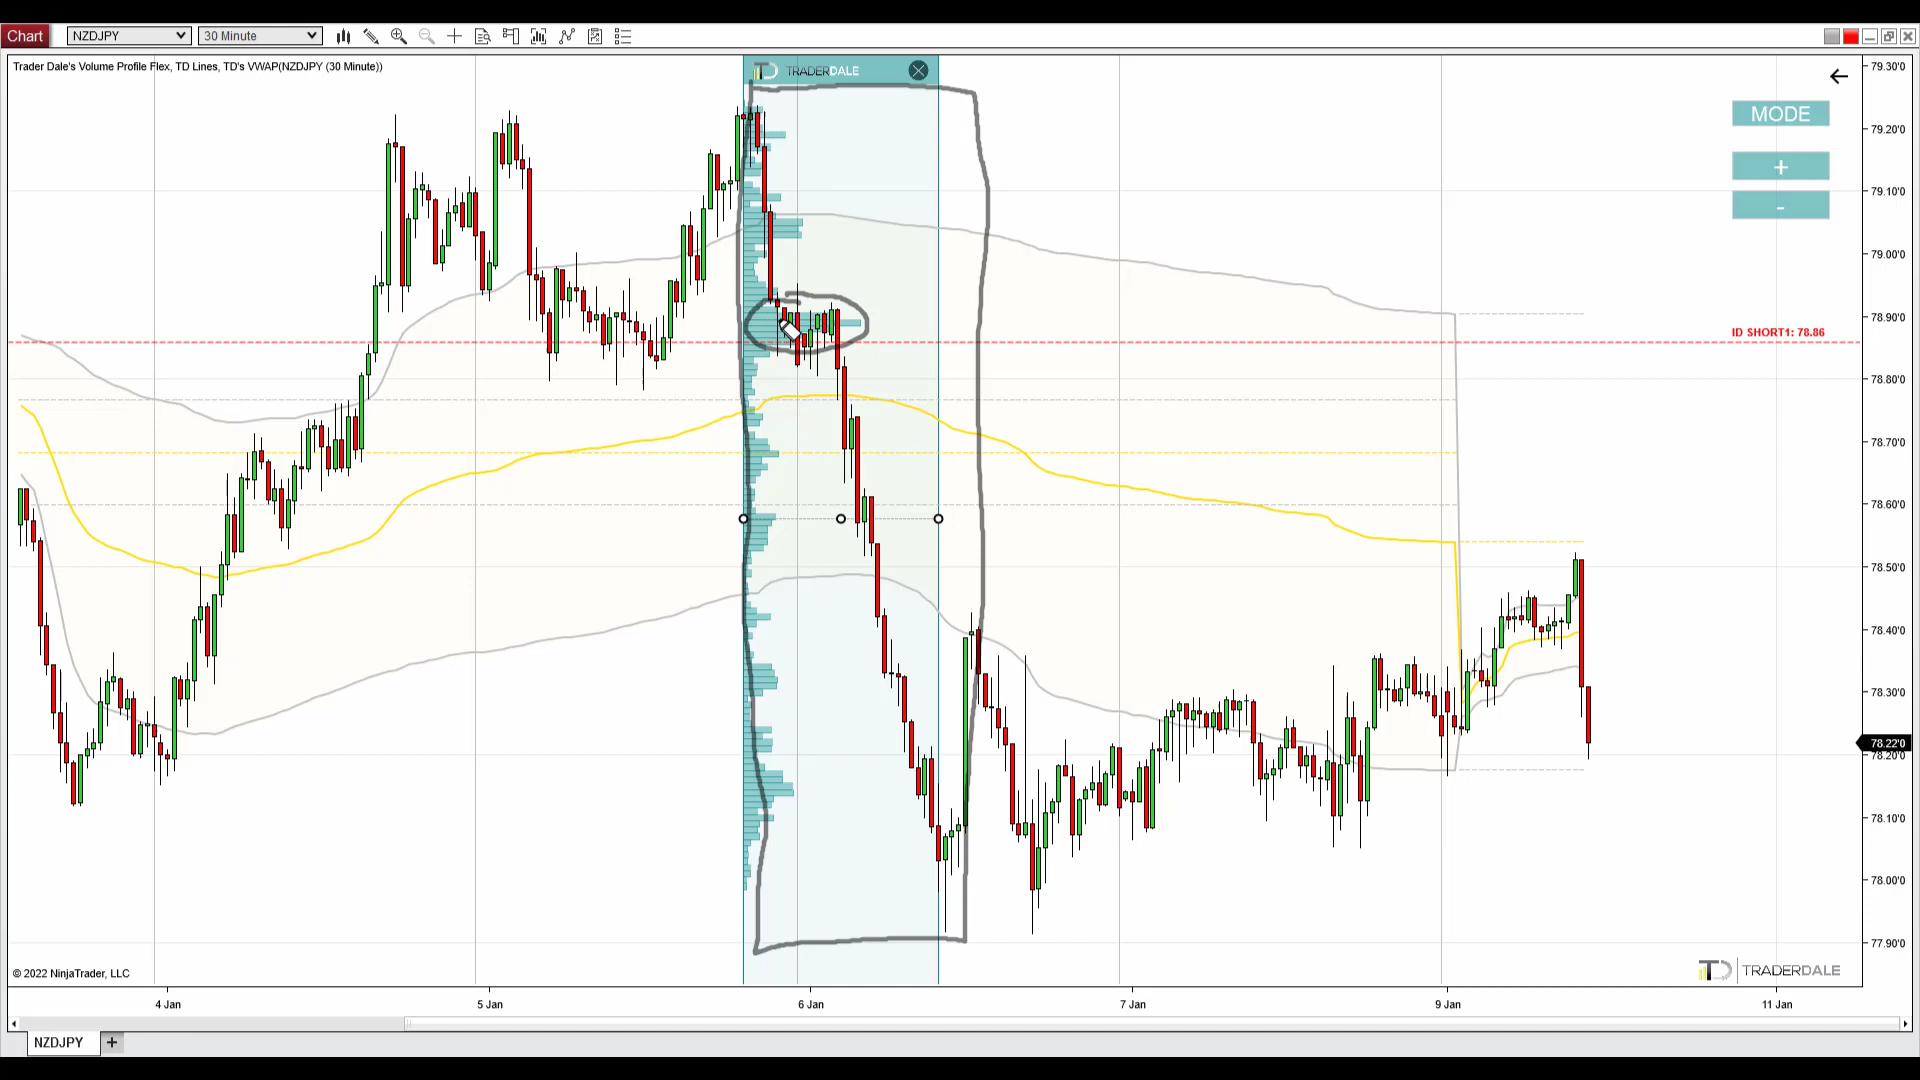 Chart NZDJPY 30 Minute
Trader Dale's Volume Profile Flex, TD Lines, TD's VWAP(NZDJPY (30 Minute))
TRADERDALE
MODE
+
-
79.30'0
79.20'0
79.10'0
79.00'0
78.90'0
ID SHORT1: 78.86
78.80'0
78.70'0
78.60'0
78.50'0
78.40'0
78.30'0
78.22'0
78.20'0
78.10'0
78.00'0
77.90'0
© 2022 NinjaTrader, LLC
TRADERDALE
4 Jan 5 Jan 6 Jan 7 Jan 9 Jan 11 Jan
NZDJPY +